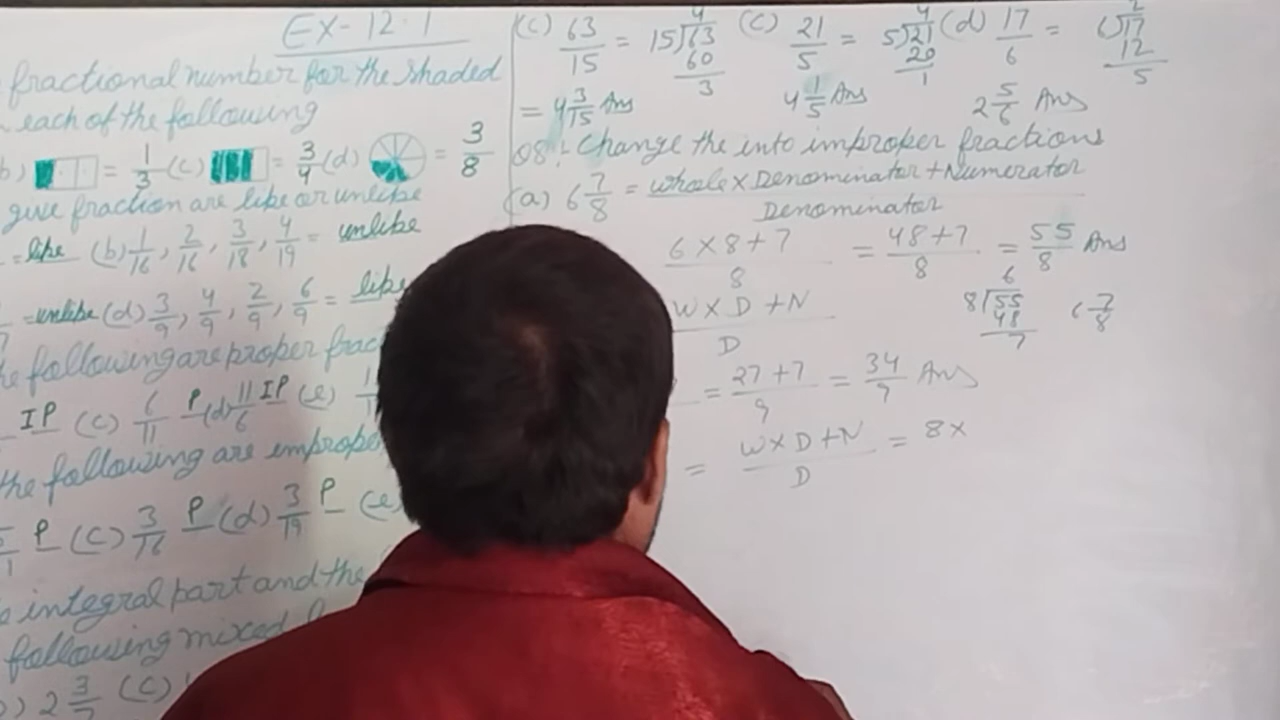 Ex-12.1
fractional number for the shaded
each of the following
b) = 1/3 (c) = 3/4 (d) = 3/8
give fraction are like or unlike
= like (b) 1/16, 2/16, 3/18, 4/19 = unlike
= unlike (d) 3/9, 4/9, 2/9, 6/9 = like
following are proper
IP (c) 6/11 P (d) 11/6 IP (e)
the following are
P (c) 3/16 P (d) 3/19 P (e)
integral part and the
following mixed
) 2 3/7 (c)
(c) 63/15 = 15)63 4 60 3 (c) 21/5 = 5)21 4 20 1 (d) 17/6 = 6)17 2 12 5
= 4 3/15 Ans 4 1/5 Ans 2 5/6 Ans
08:- Change the into improper fractions
(a) 6 7/8 = whole x Denominator + Numerator / Denominator
6 x 8 + 7 / 8 = 48 + 7 / 8 = 55/8 Ans
W x D + N / D 8)55 6 48 7 6 7/8
= 27 + 7 / 9 = 34/9 Ans
= W x D + N / D = 8 x